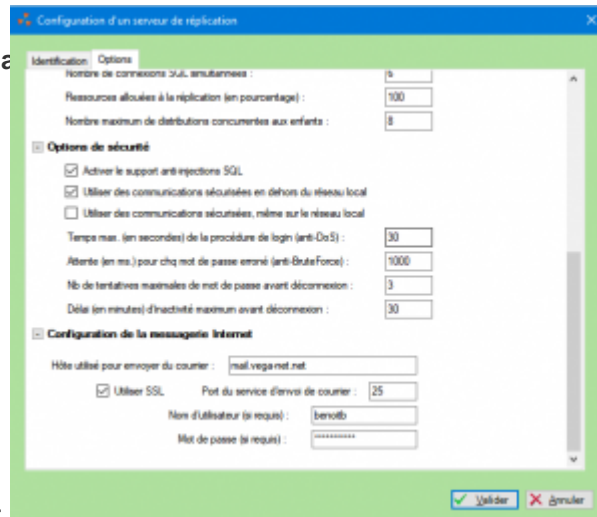 Configuration d'un serveur de réplication
Identification Options
Nombre de connexions SQL simultannées : 6
Ressources allouées à la réplication (en pourcentage) : 100
Nombre maximum de distributions concurrentes aux enfants : 8
Options de sécurité
Activer le support anti-injections SQL
Utiliser des communications sécurisées en dehors du réseau local
Utiliser des communications sécurisées, même sur le réseau local
Temps max. (en secondes) de la procédure de login (anti-DoS) : 30
Attente (en ms.) pour chq mot de passe erroné (anti-BruteForce) : 1000
Nb de tentatives maximales de mot de passe avant déconnexion : 3
Délai (en minutes) d'inactivité maximum avant déconnexion : 30
Configuration de la messagerie Internet
Hôte utilisé pour envoyer du courrier : mail.vega-net.net
Utiliser SSL Port du service d'envoi de courrier : 25
Nom d'utilisateur (si requis) : benoitb
Mot de passe (si requis) : **********
Valider Annuler